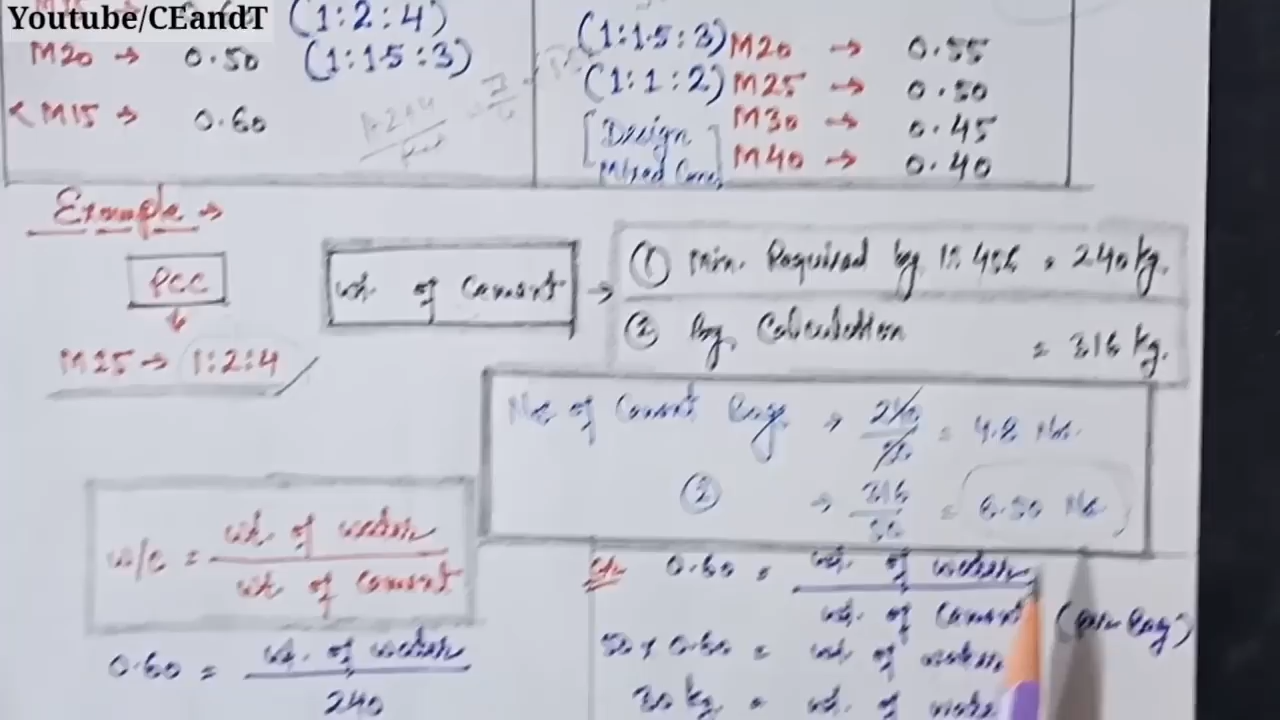 Youtube/CEandT
(1:2:4)
M20 → 0.50 (1:1.5:3)
< M15 → 0.60
(1:1.5:3) M20 → 0.55
(1:1:2) M25 → 0.50
[Design M30 → 0.45
Mixed Conc] M40 → 0.40
Example →
PCC
M15 → 1:2:4
wt. of Cement →
① Min. Required by IS 456 = 240 kg.
② By Calculation = 316 kg.
No of Cement Bag → 240/50 = 4.8 No.
② → 316/50 = 6.30 No
w/c = wt. of water / wt. of Cement
0.60 = wt. of water / 240
Or 0.60 = wt. of water / wt. of Cement (Per Bag)
50 x 0.60 = wt. of water
30 kg = wt. of water